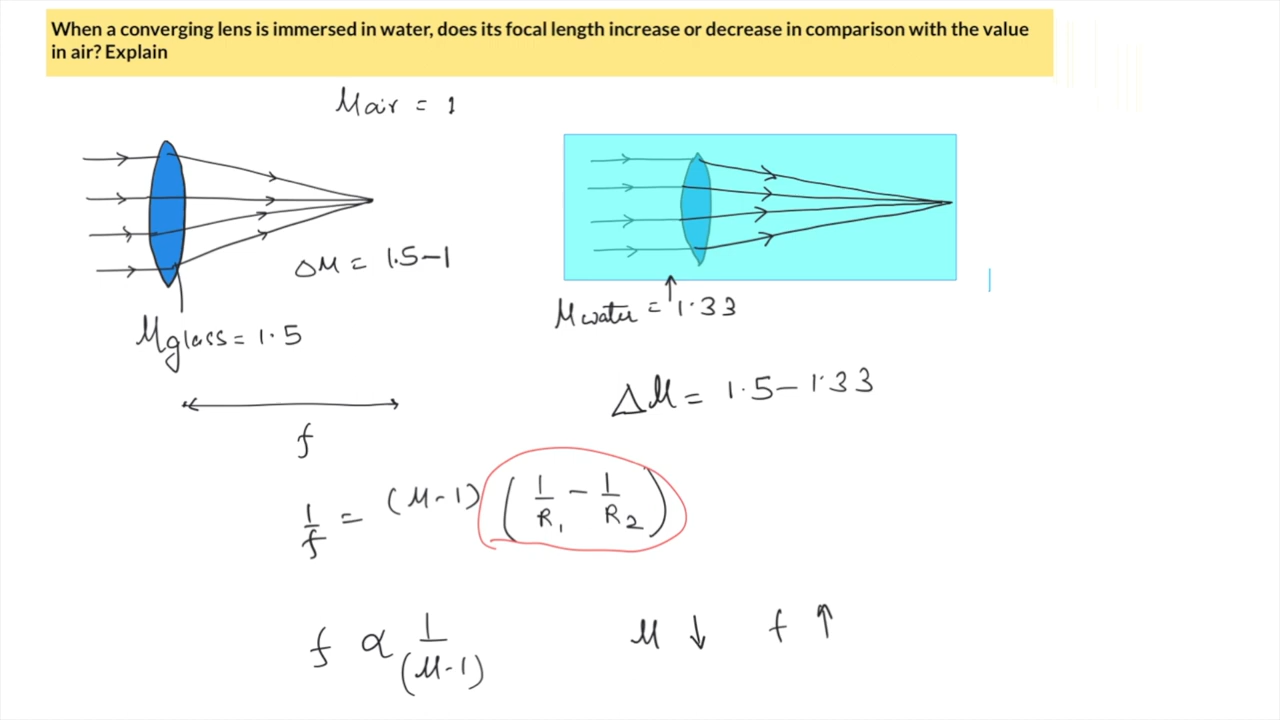 When a converging lens is immersed in water, does its focal length increase or decrease in comparison with the value
in air? Explain
μair = 1
Δμ = 1.5-1
μglass = 1.5
μwater = 1.33
Δμ = 1.5-1.33
f
1/f = (μ-1) (1/R₁ - 1/R₂)
f ∝ 1/(μ-1) μ ↓ f ↑